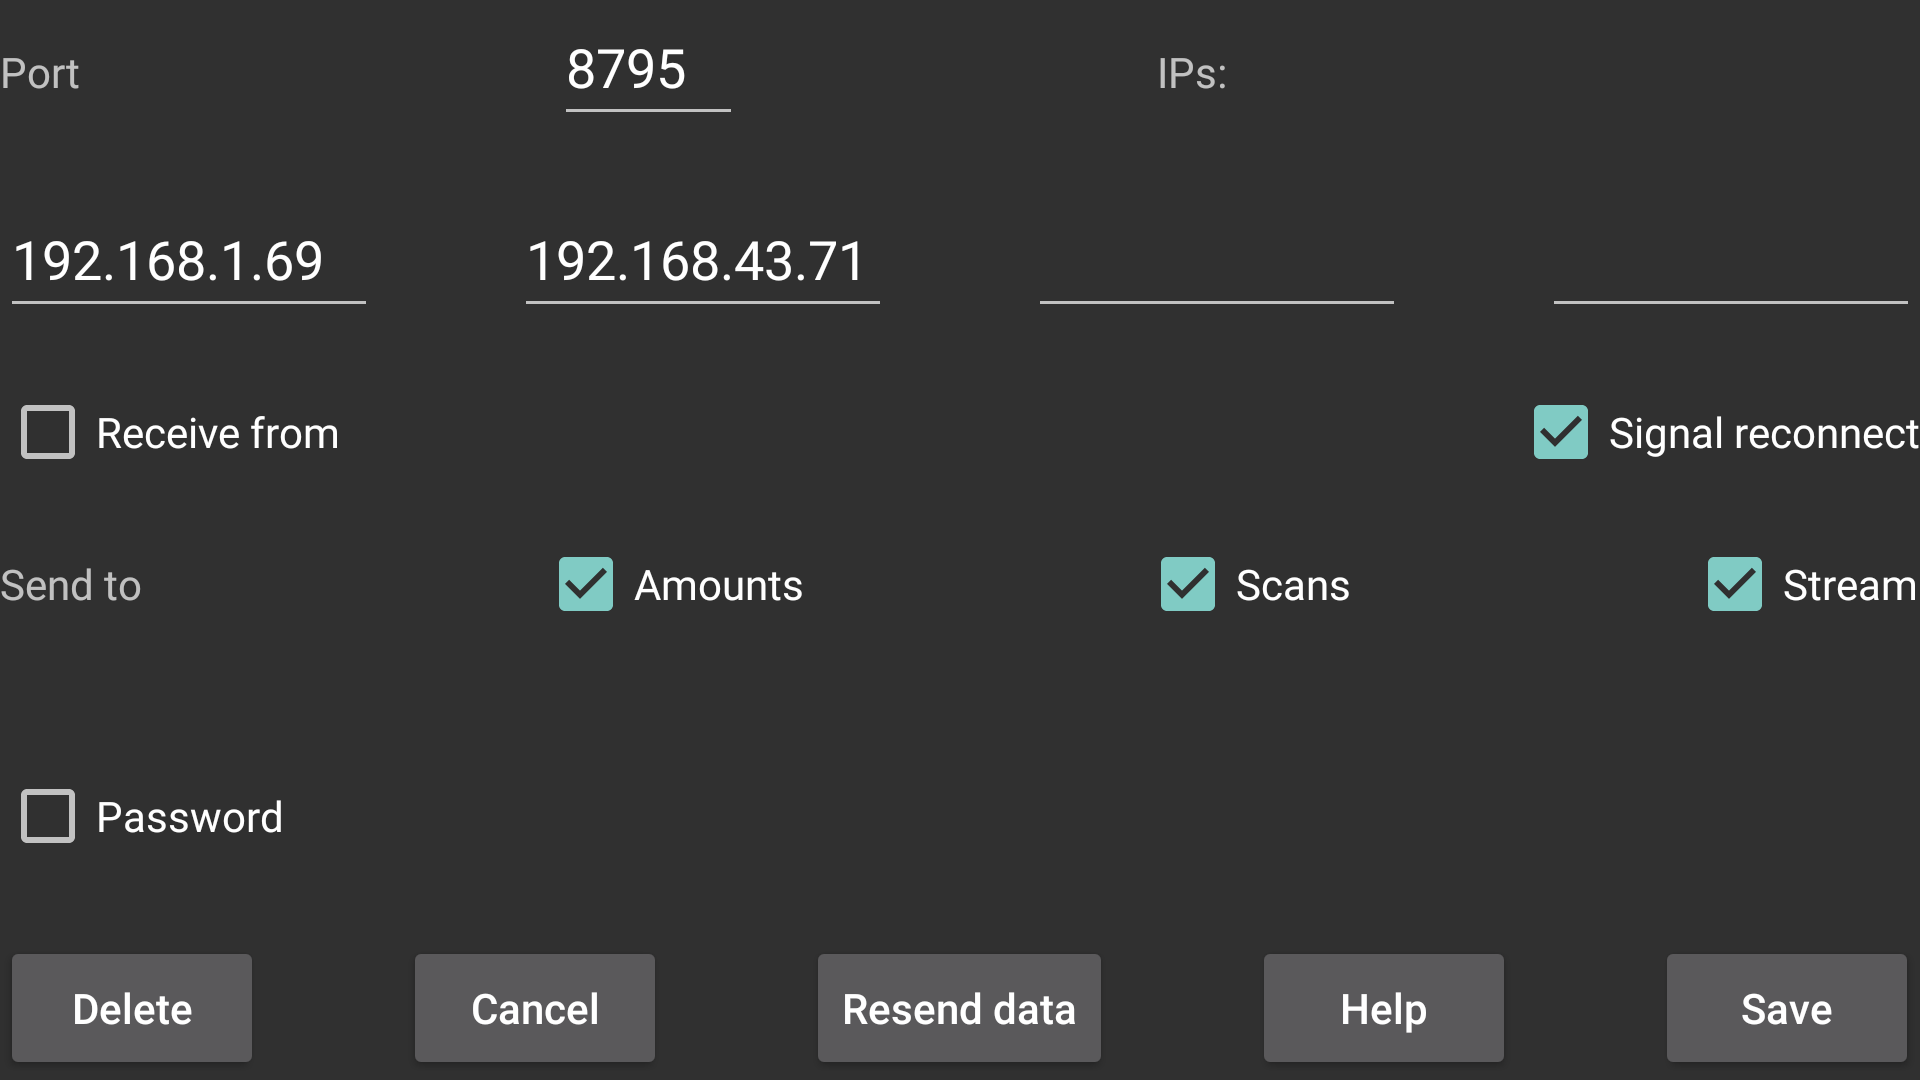 Port 8795 IPs:
192.168.1.69 192.168.43.71
Receive from Signal reconnect
Send to Amounts Scans Stream
Password
Delete Cancel Resend data Help Save